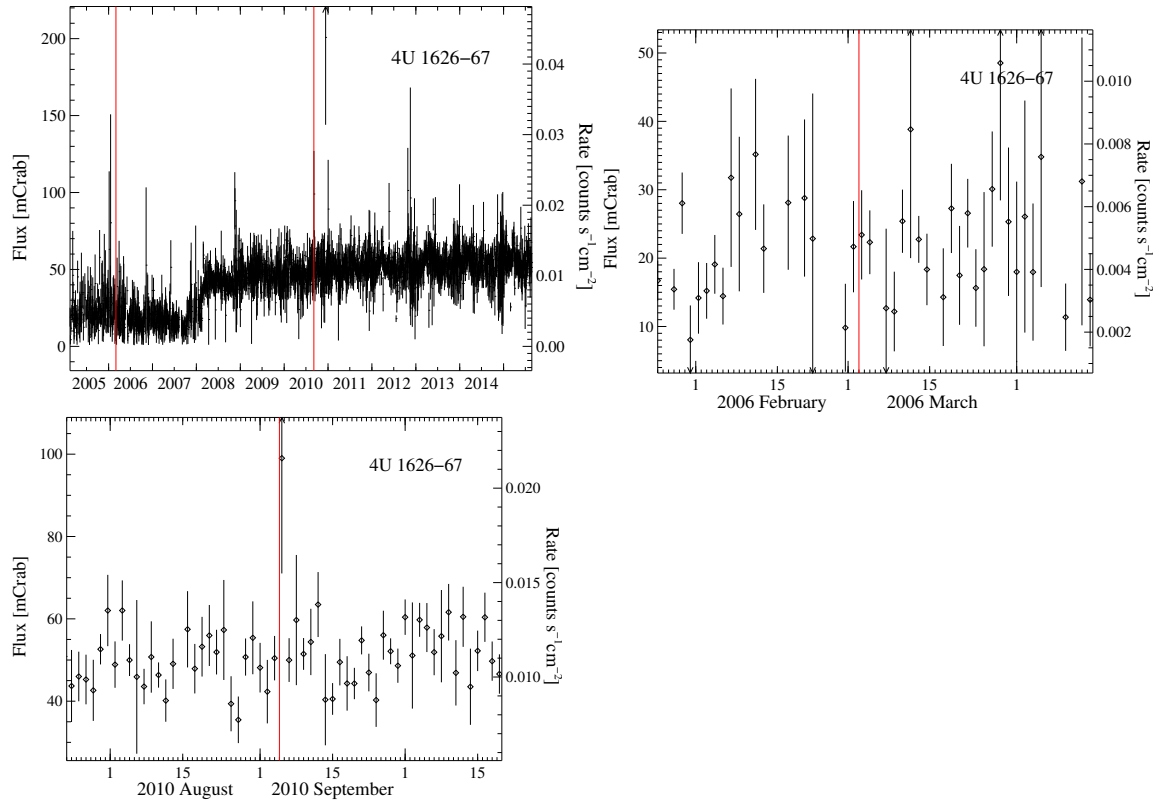 4U 1626−67
Flux [mCrab]
200
150
100
50
0
0.04
0.03
0.02
0.01
0.00
Rate [counts s−1cm−2]
2005 2006 2007 2008 2009 2010 2011 2012 2013 2014
4U 1626−67
Flux [mCrab]
50
40
30
20
10
0.010
0.008
0.006
0.004
0.002
Rate [counts s−1cm−2]
1 15 1 15 1
2006 February 2006 March
4U 1626−67
Flux [mCrab]
100
80
60
40
0.020
0.015
0.010
Rate [counts s−1cm−2]
1 15 1 15 1 15
2010 August 2010 September